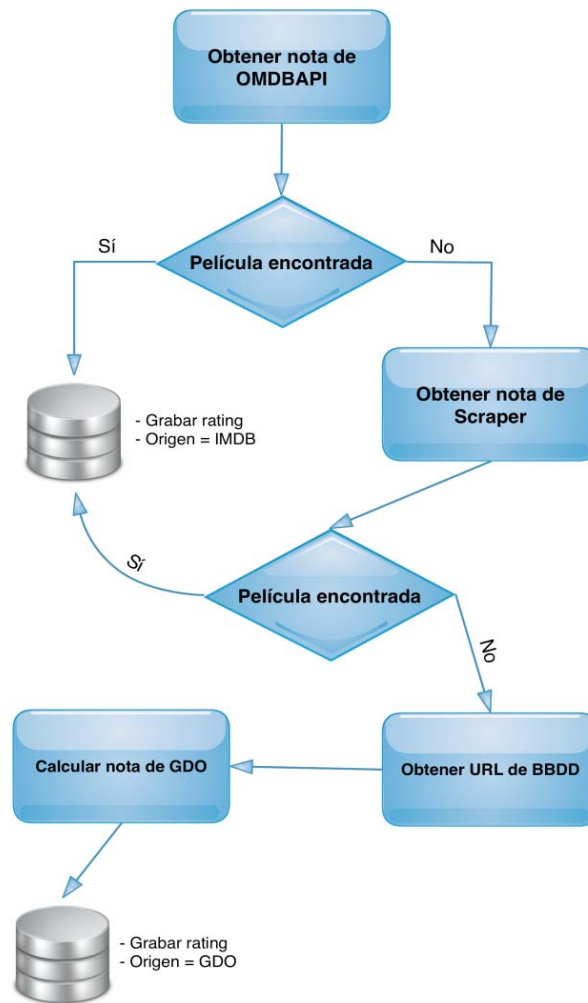 Obtener nota de
OMDBAPI
Sí
Película encontrada
No
Obtener nota de
Scraper
- Grabar rating
- Origen = IMDB
Sí
Película encontrada
No
Calcular nota de GDO
Obtener URL de BBDD
- Grabar rating
- Origen = GDO